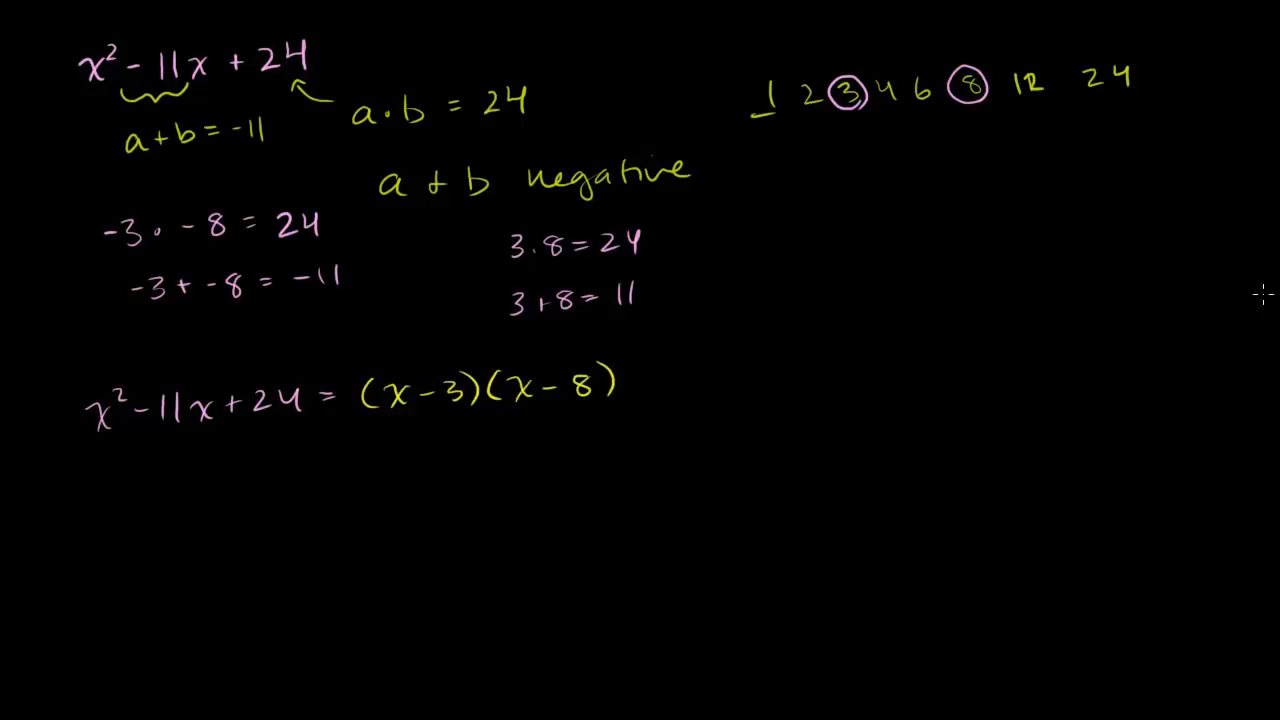 x² - 11x + 24
a + b = -11
a · b = 24
1 2 3 4 6 8 12 24
a + b negative
-3 · -8 = 24
-3 + -8 = -11
3 · 8 = 24
3 + 8 = 11
x² - 11x + 24 = (x - 3)(x - 8)